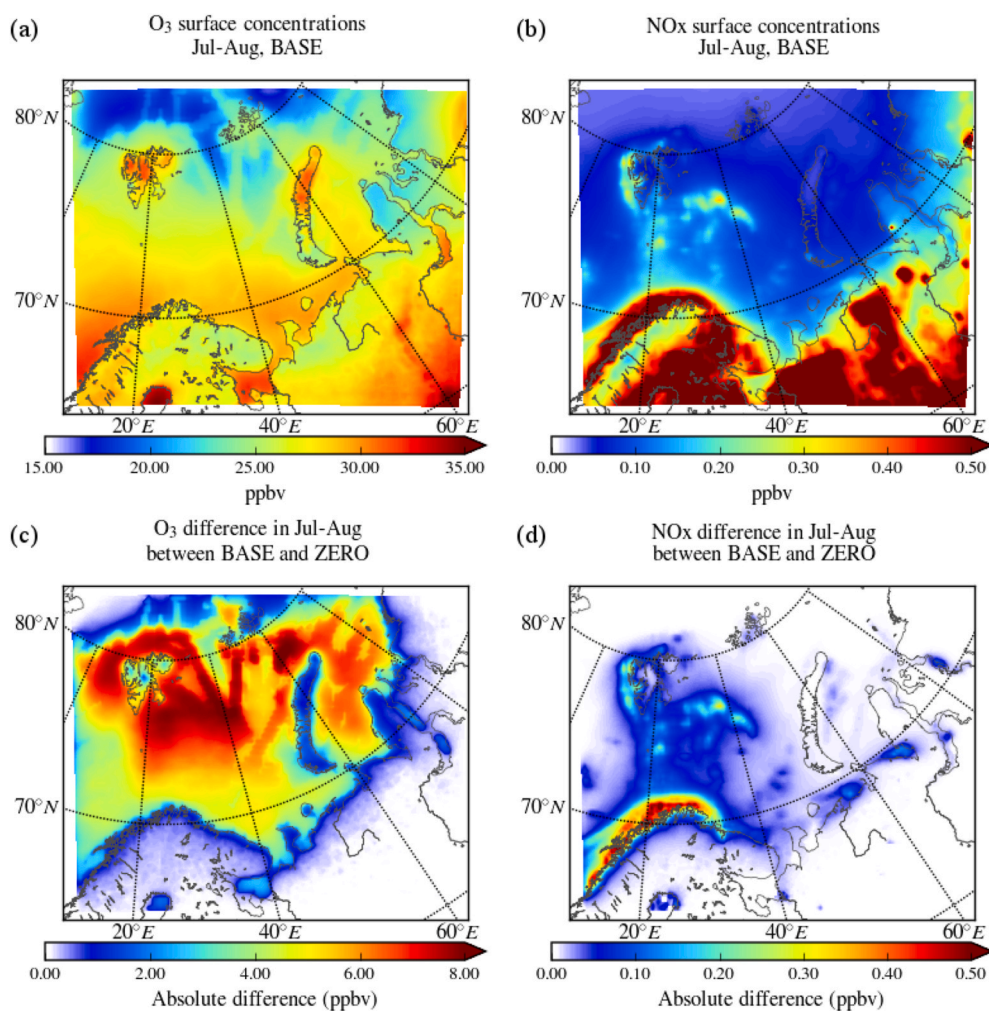 (a)
O₃ surface concentrations
Jul-Aug, BASE
80°N
70°N
20°E
40°E
60°E
15.00 20.00 25.00 30.00 35.00
ppbv
(b)
NOx surface concentrations
Jul-Aug, BASE
80°N
70°N
20°E
40°E
60°E
0.00 0.10 0.20 0.30 0.40 0.50
ppbv
(c)
O₃ difference in Jul-Aug
between BASE and ZERO
80°N
70°N
20°E
40°E
60°E
0.00 2.00 4.00 6.00 8.00
Absolute difference (ppbv)
(d)
NOx difference in Jul-Aug
between BASE and ZERO
80°N
70°N
20°E
40°E
60°E
0.00 0.10 0.20 0.30 0.40 0.50
Absolute difference (ppbv)